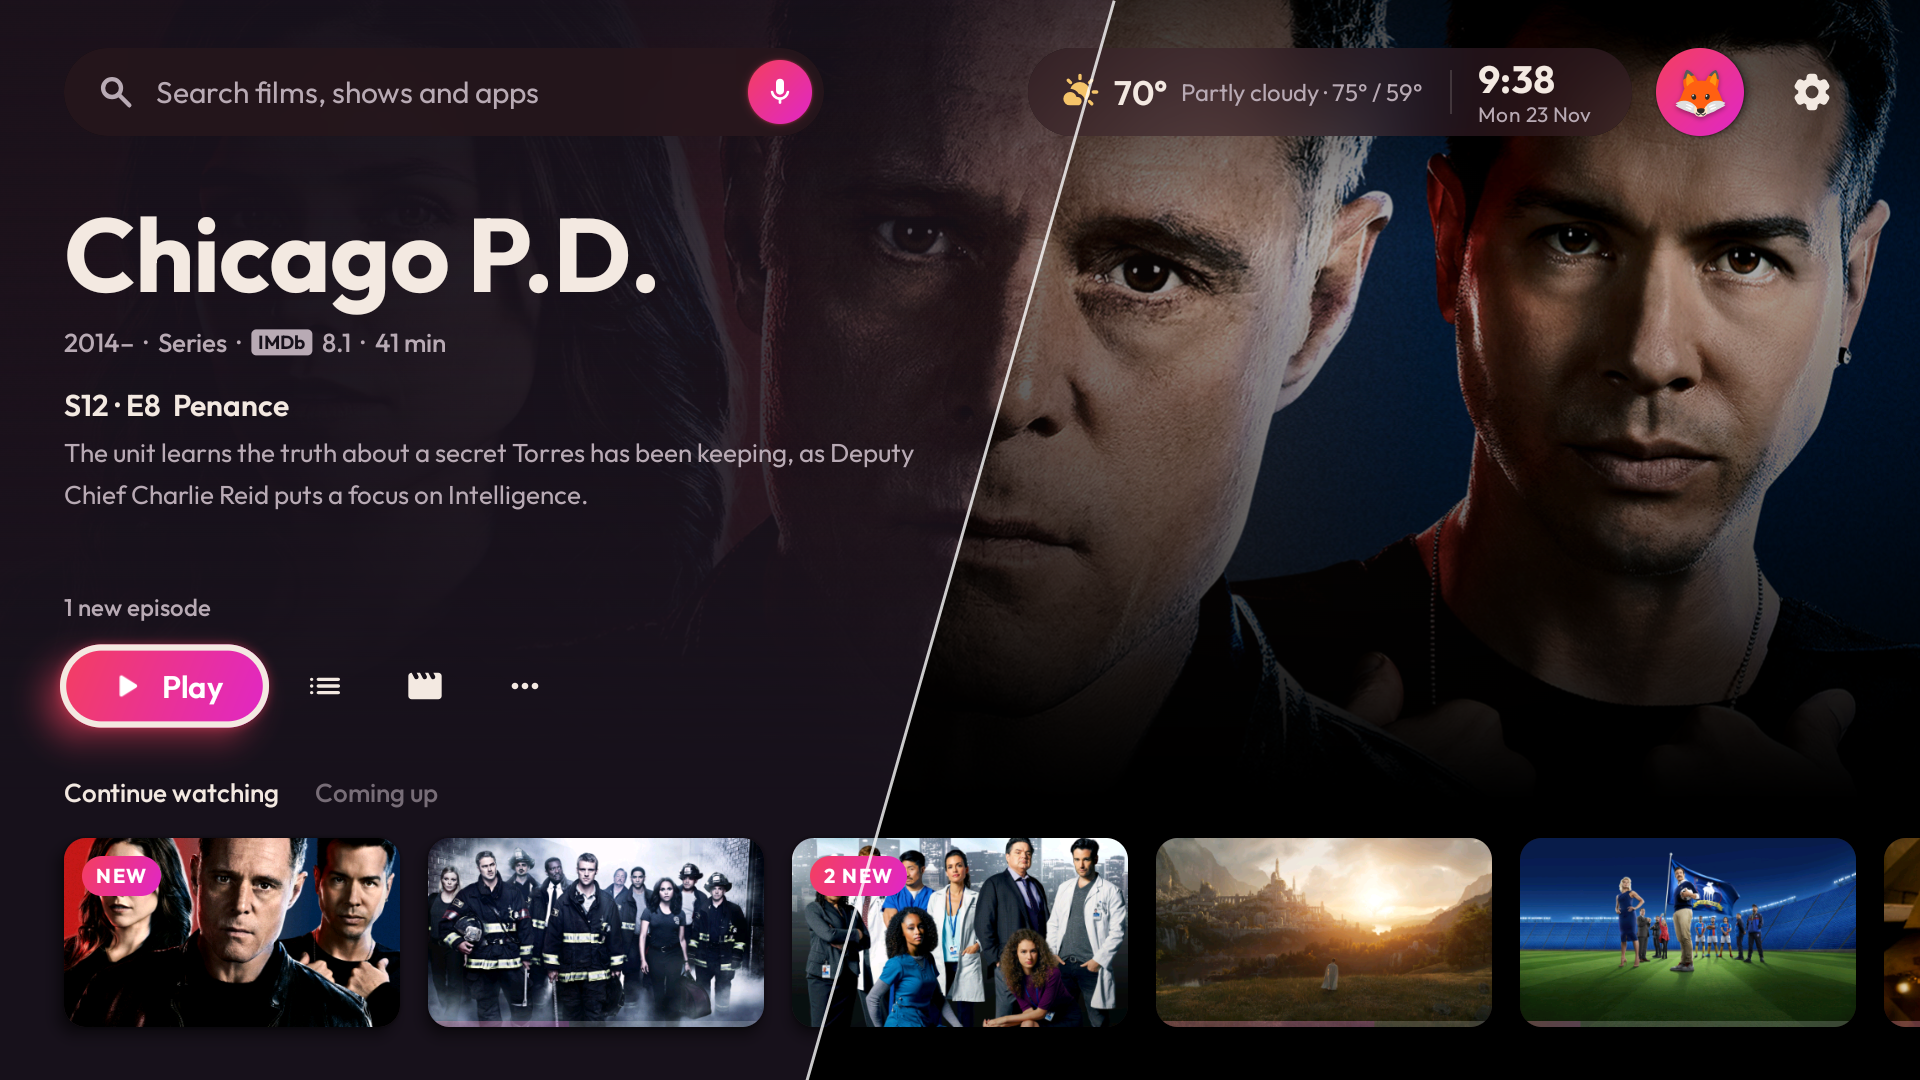 Search films, shows and apps
70° Partly cloudy · 75° / 59°
9:38
Mon 23 Nov
Chicago P.D.
2014– · Series · IMDb 8.1 · 41 min
S12 · E8 Penance
The unit learns the truth about a secret Torres has been keeping, as Deputy
Chief Charlie Reid puts a focus on Intelligence.
1 new episode
Play
Continue watching Coming up
NEW
2 NEW